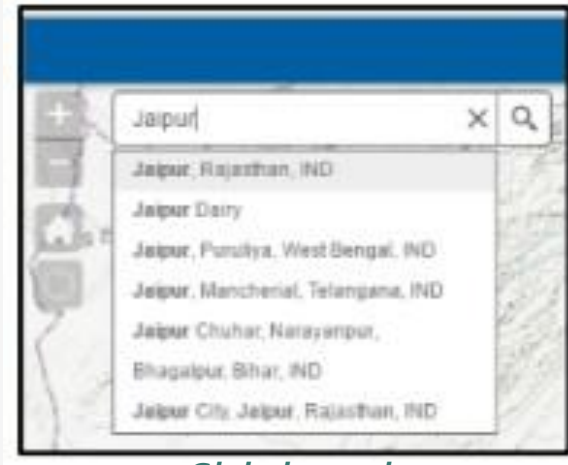 Jaipur
Jaipur, Rajasthan, IND
Jaipur Dairy
Jaipur, Puruliya, West Bengal, IND
Jaipur, Mancherial, Telangana, IND
Jaipur Chuhar, Narayanpur,
Bhagalpur, Bihar, IND
Jaipur City, Jaipur, Rajasthan, IND